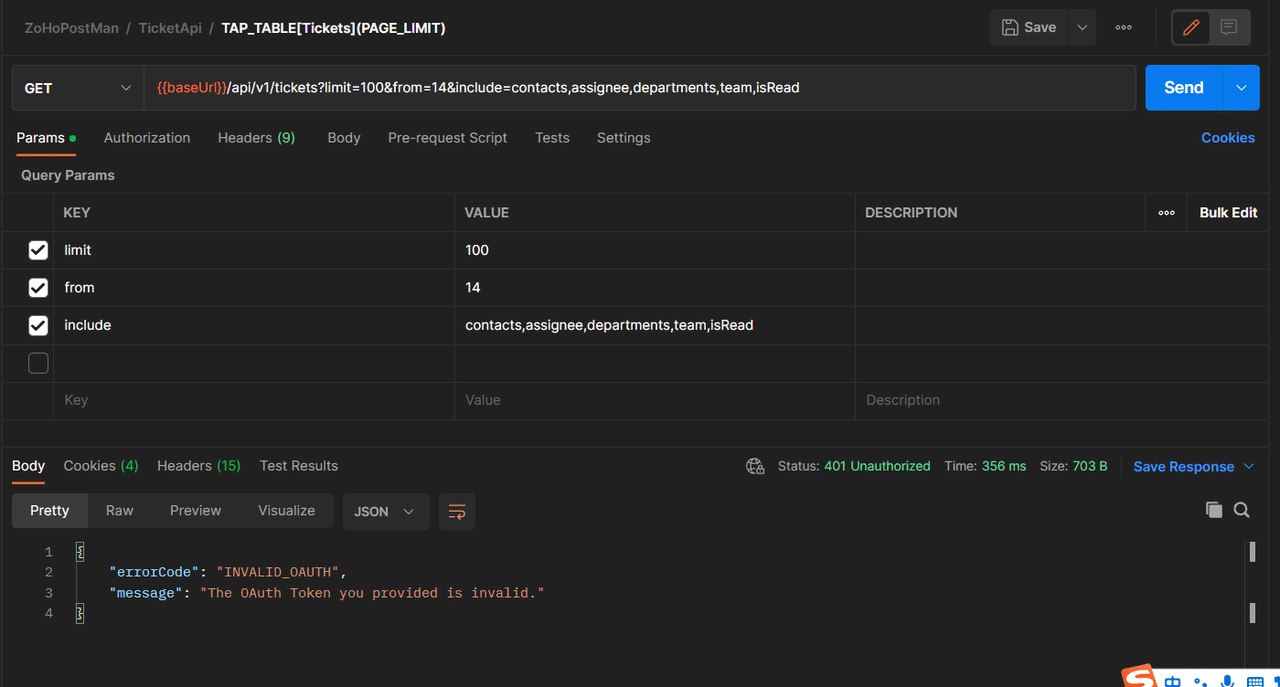 ZoHoPostMan / TicketApi / TAP_TABLE[Tickets](PAGE_LIMIT)
Save
GET
{{baseUrl}}/api/v1/tickets?limit=100&from=14&include=contacts,assignee,departments,team,isRead
Send
Params Authorization Headers (9) Body Pre-request Script Tests Settings Cookies
Query Params
KEY VALUE DESCRIPTION Bulk Edit
limit 100
from 14
include contacts,assignee,departments,team,isRead
Key Value Description
Body Cookies (4) Headers (15) Test Results Status: 401 Unauthorized Time: 356 ms Size: 703 B Save Response
Pretty Raw Preview Visualize JSON
1 {
2 "errorCode": "INVALID_OAUTH",
3 "message": "The OAuth Token you provided is invalid."
4 }
S 中